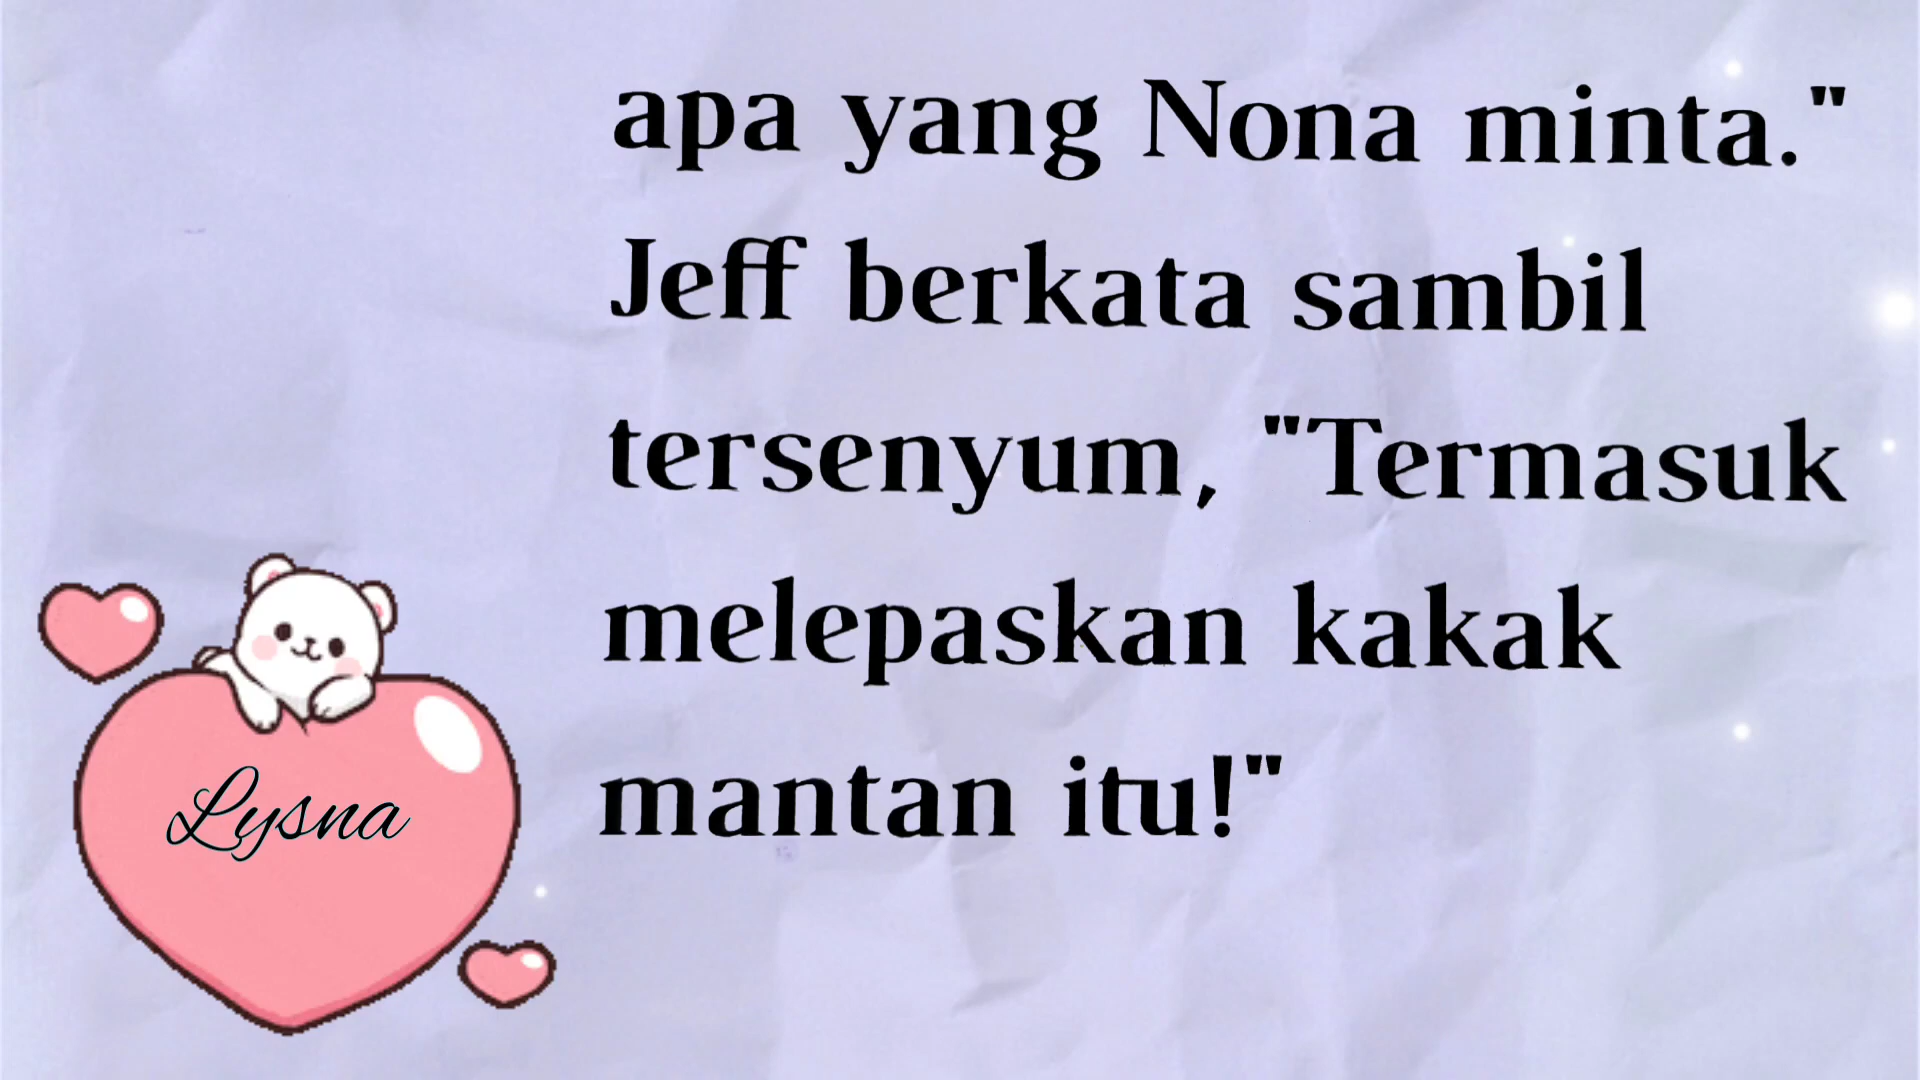 apa yang Nona minta."
Jeff berkata sambil
tersenyum, "Termasuk
melepaskan kakak
mantan itu!"
Lysna